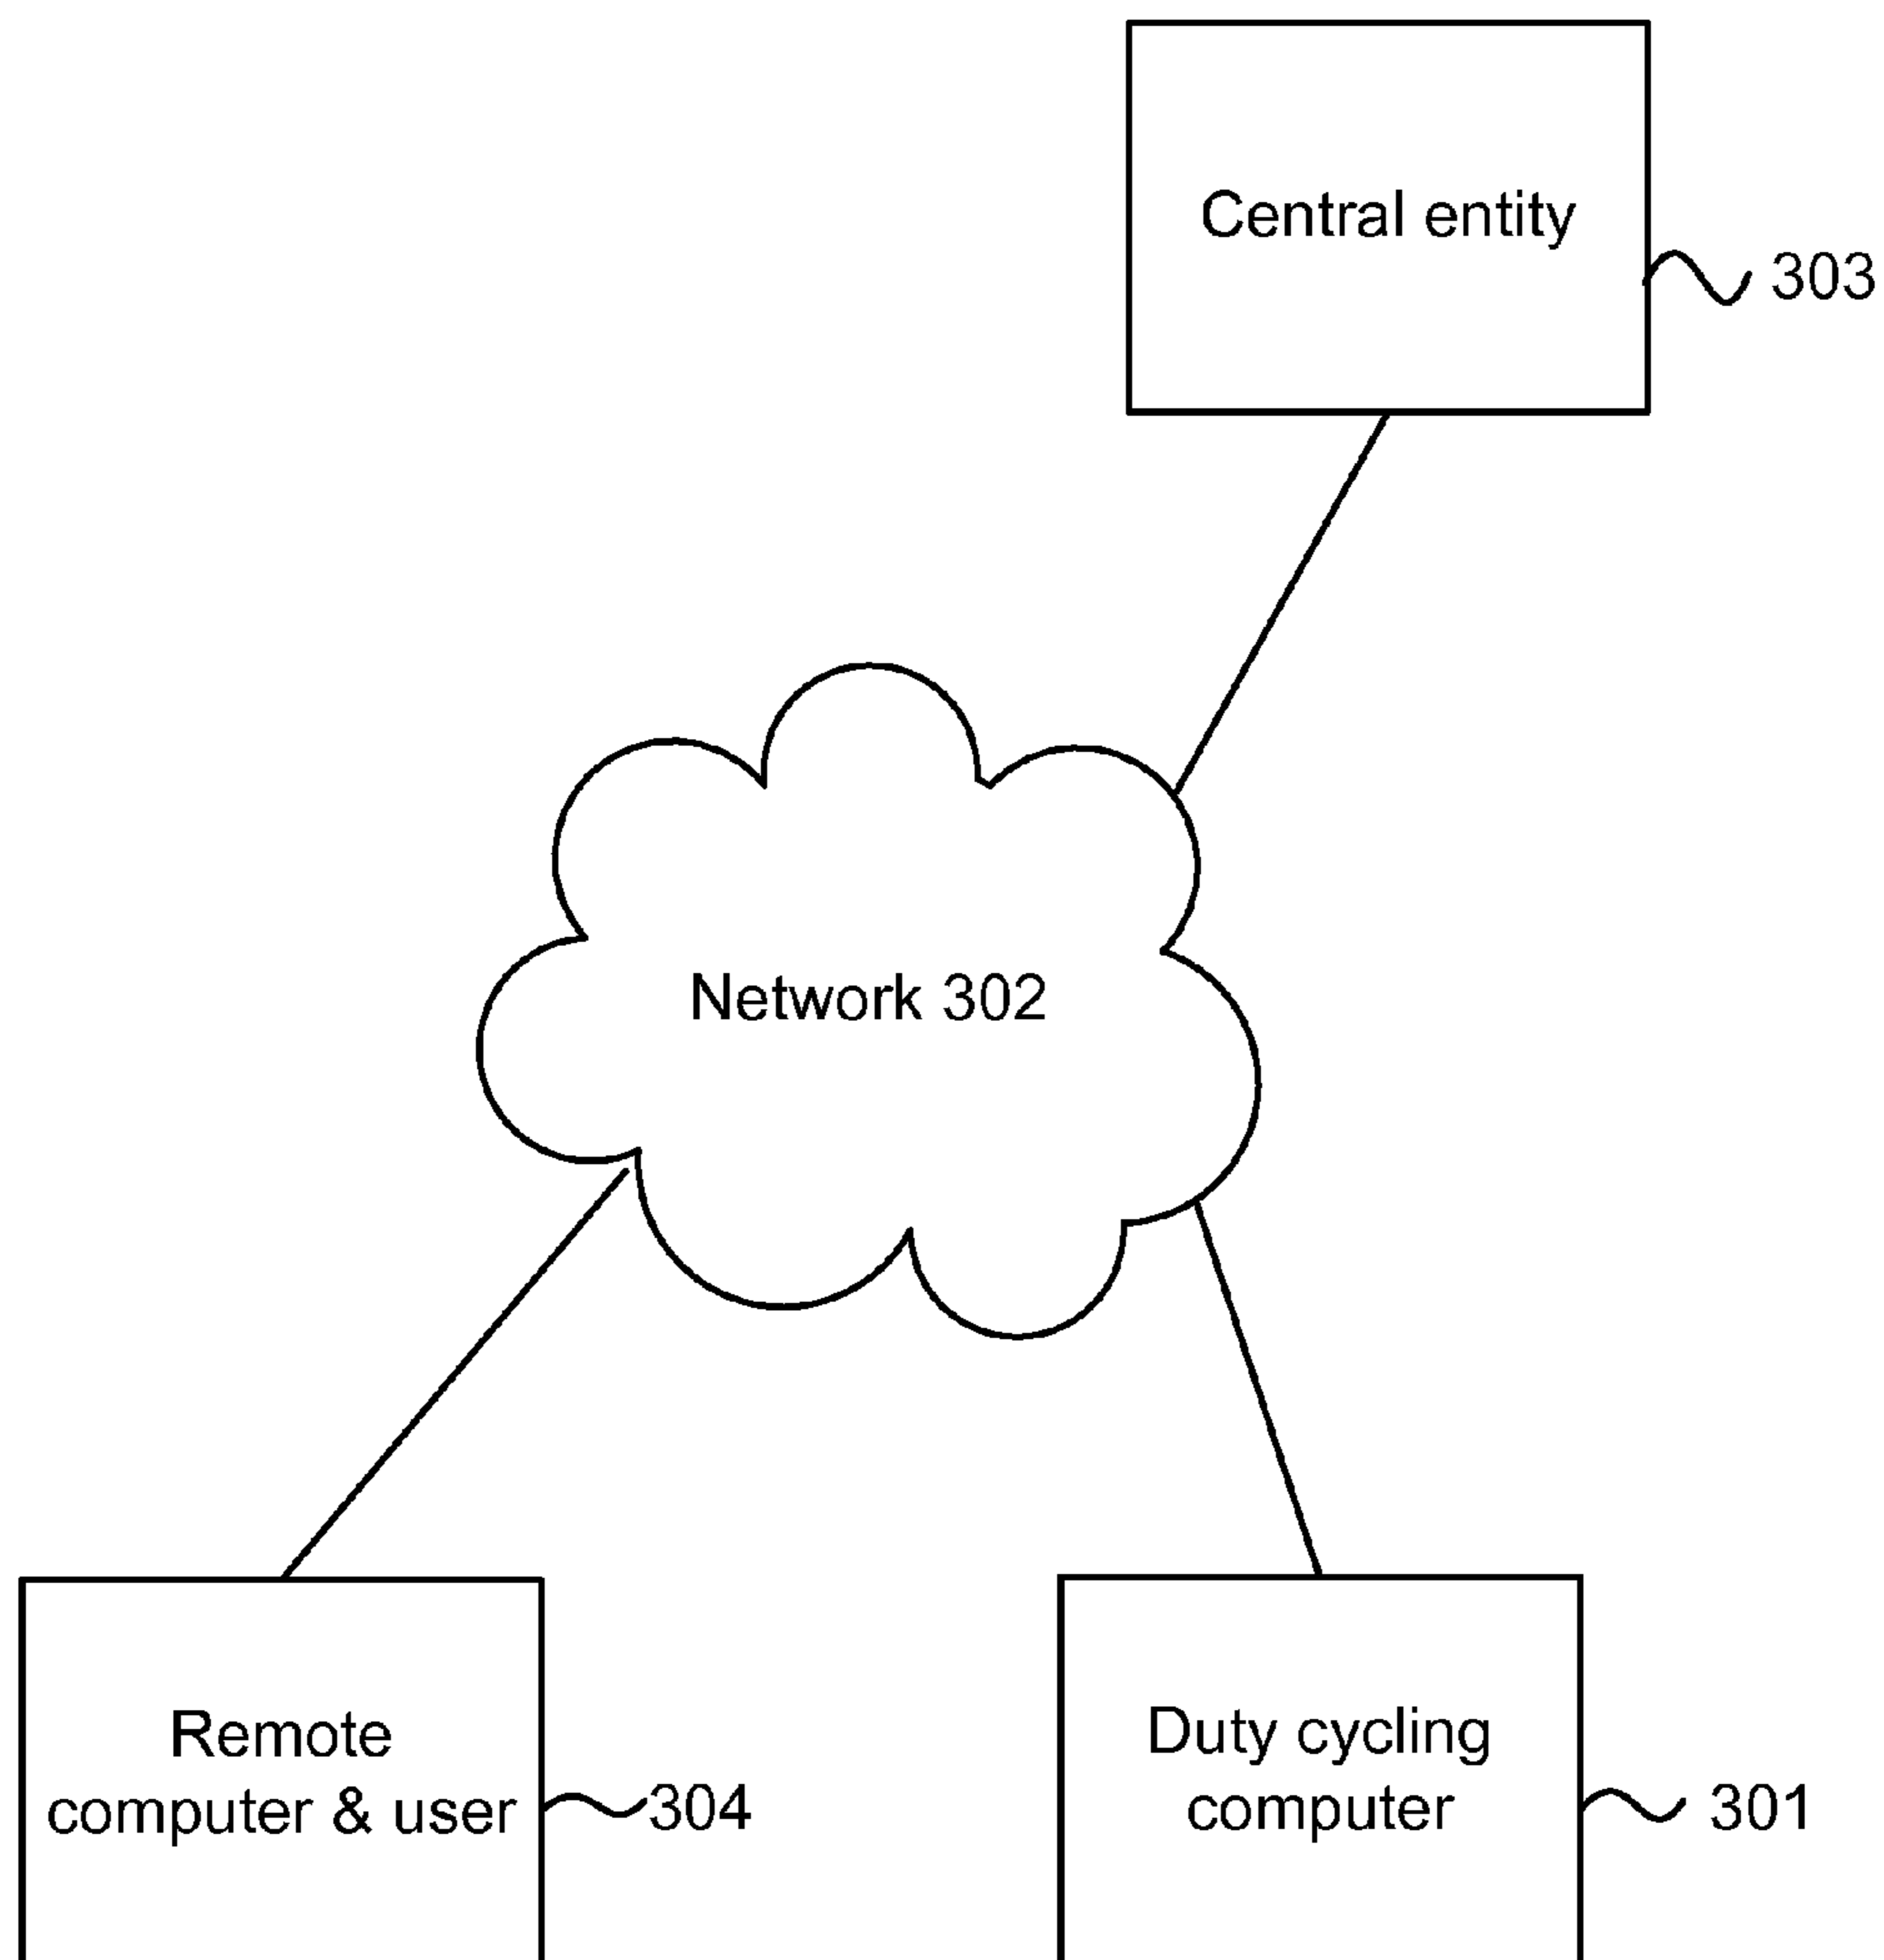 Central entity
303
Network 302
Remote
computer & user
304
Duty cycling
computer
301